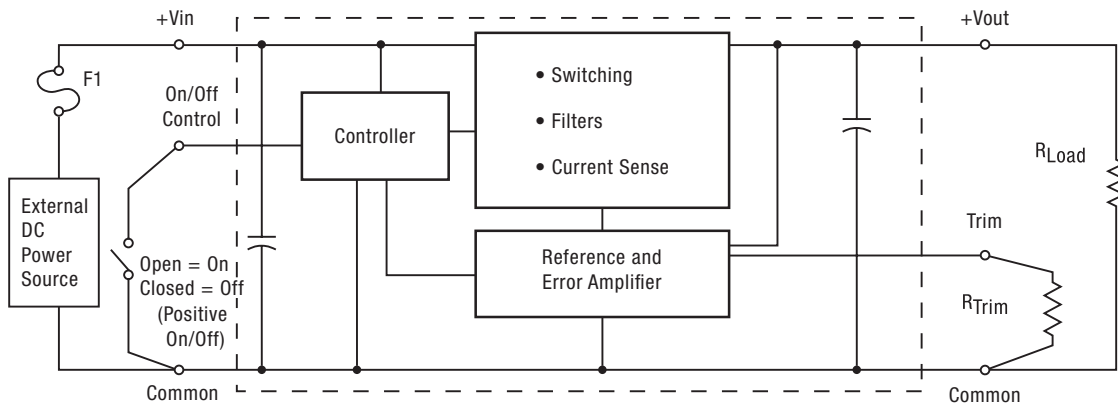 +Vin
+Vout
F1
On/Off
Control
Controller
• Switching
• Filters
• Current Sense
RLoad
External
DC
Power
Source
Open = On
Closed = Off
(Positive
On/Off)
Reference and
Error Amplifier
Trim
RTrim
Common
Common